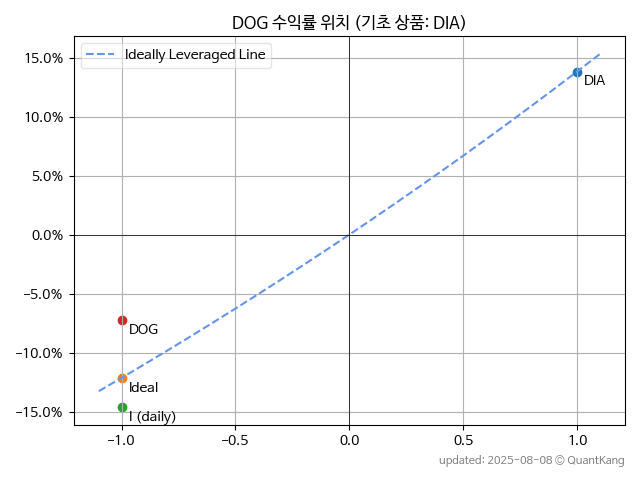 DOG 수익률 위치 (기초 상품: DIA)
Ideally Leveraged Line
15.0%
10.0%
5.0%
0.0%
−5.0%
−10.0%
−15.0%
DIA
DOG
Ideal
I (daily)
−1.0
−0.5
0.0
0.5
1.0
updated: 2025-08-08 © QuantKang